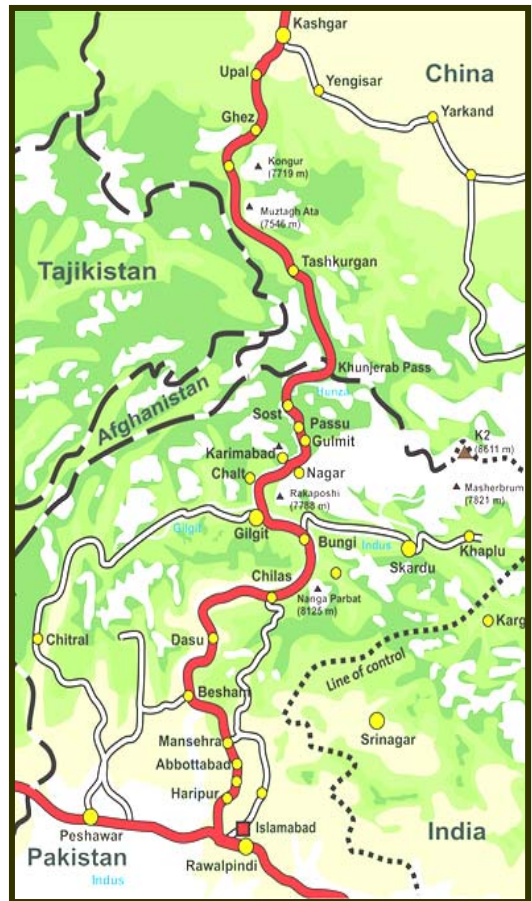 Kashgar
China
Upal
Yengisar
Yarkand
Ghez
Kongur
(7719 m)
Muztagh Ata
(7546 m)
Tajikistan
Tashkurgan
Khunjerab Pass
Afghanistan
Hunza
Sost
Passu
Gulmit
K2
(8611 m)
Karimabad
Chalt
Nagar
Rakaposhi
(7788 m)
Masherbrum
(7821 m)
Gilgit
Gilgit
Bungi
Indus
Skardu
Khaplu
Chilas
Nanga Parbat
(8125 m)
Karg
Chitral
Dasu
Line of control
Besham
Srinagar
Mansehra
Abbottabad
Haripur
Peshawar
Islamabad
India
Pakistan
Rawalpindi
Indus